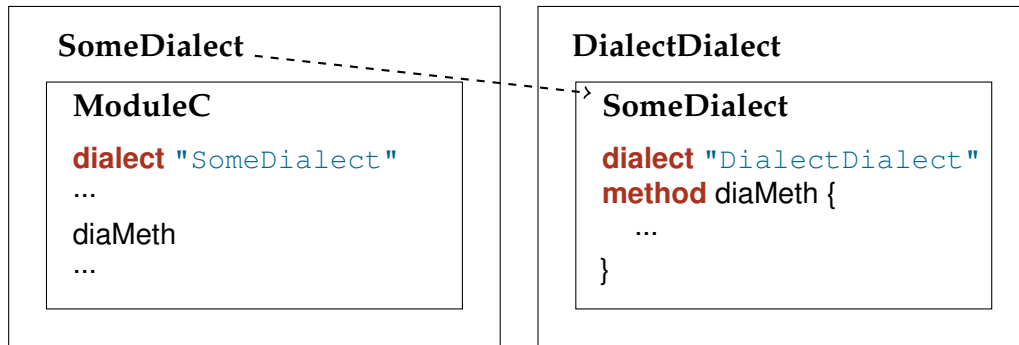 SomeDialect
ModuleC
dialect "SomeDialect"
...
diaMeth
...
DialectDialect
SomeDialect
dialect "DialectDialect"
method diaMeth {
...
}